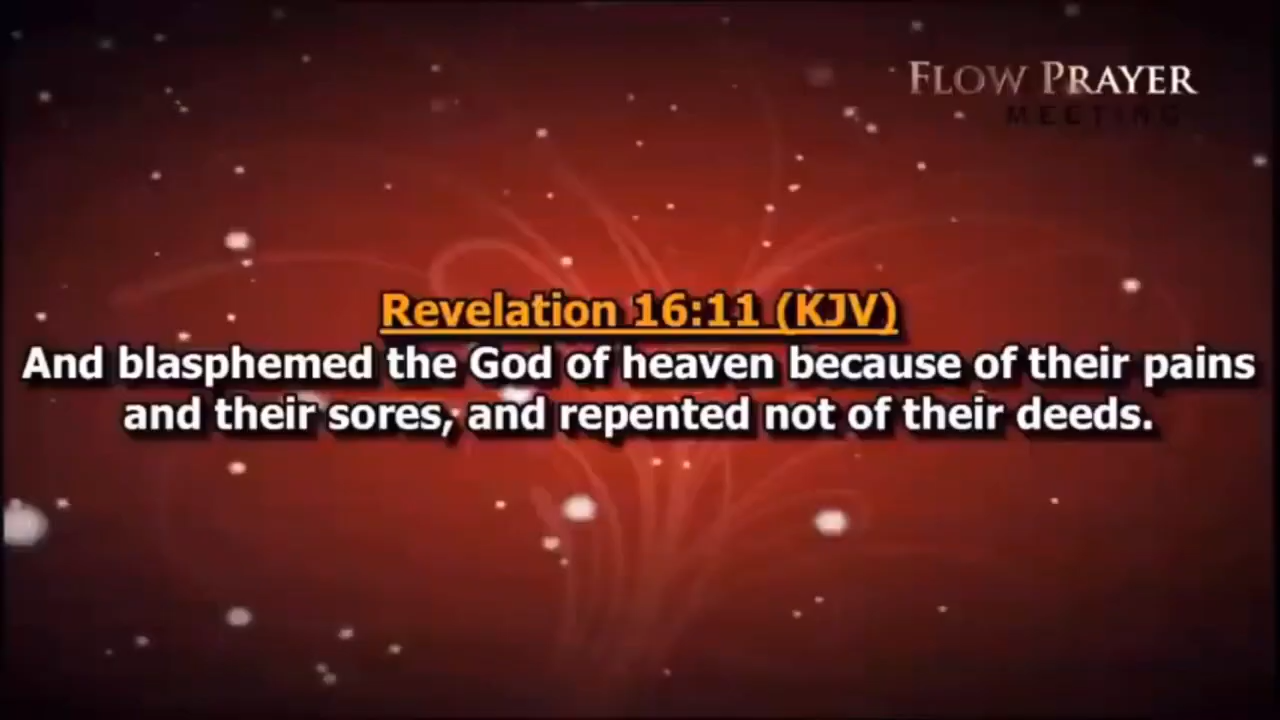 FLOW PRAYER
MEETING
Revelation 16:11 (KJV)
And blasphemed the God of heaven because of their pains
and their sores, and repented not of their deeds.